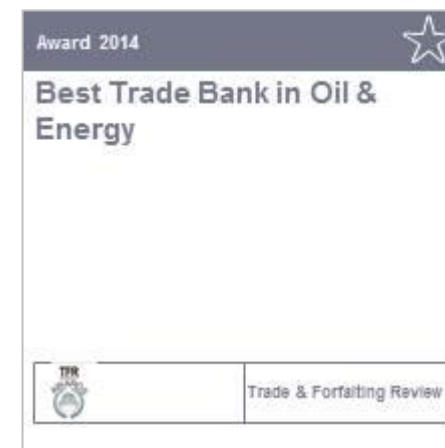 Award 2014
Best Trade Bank in Oil &
Energy
TFR
Trade & Forfaiting Review